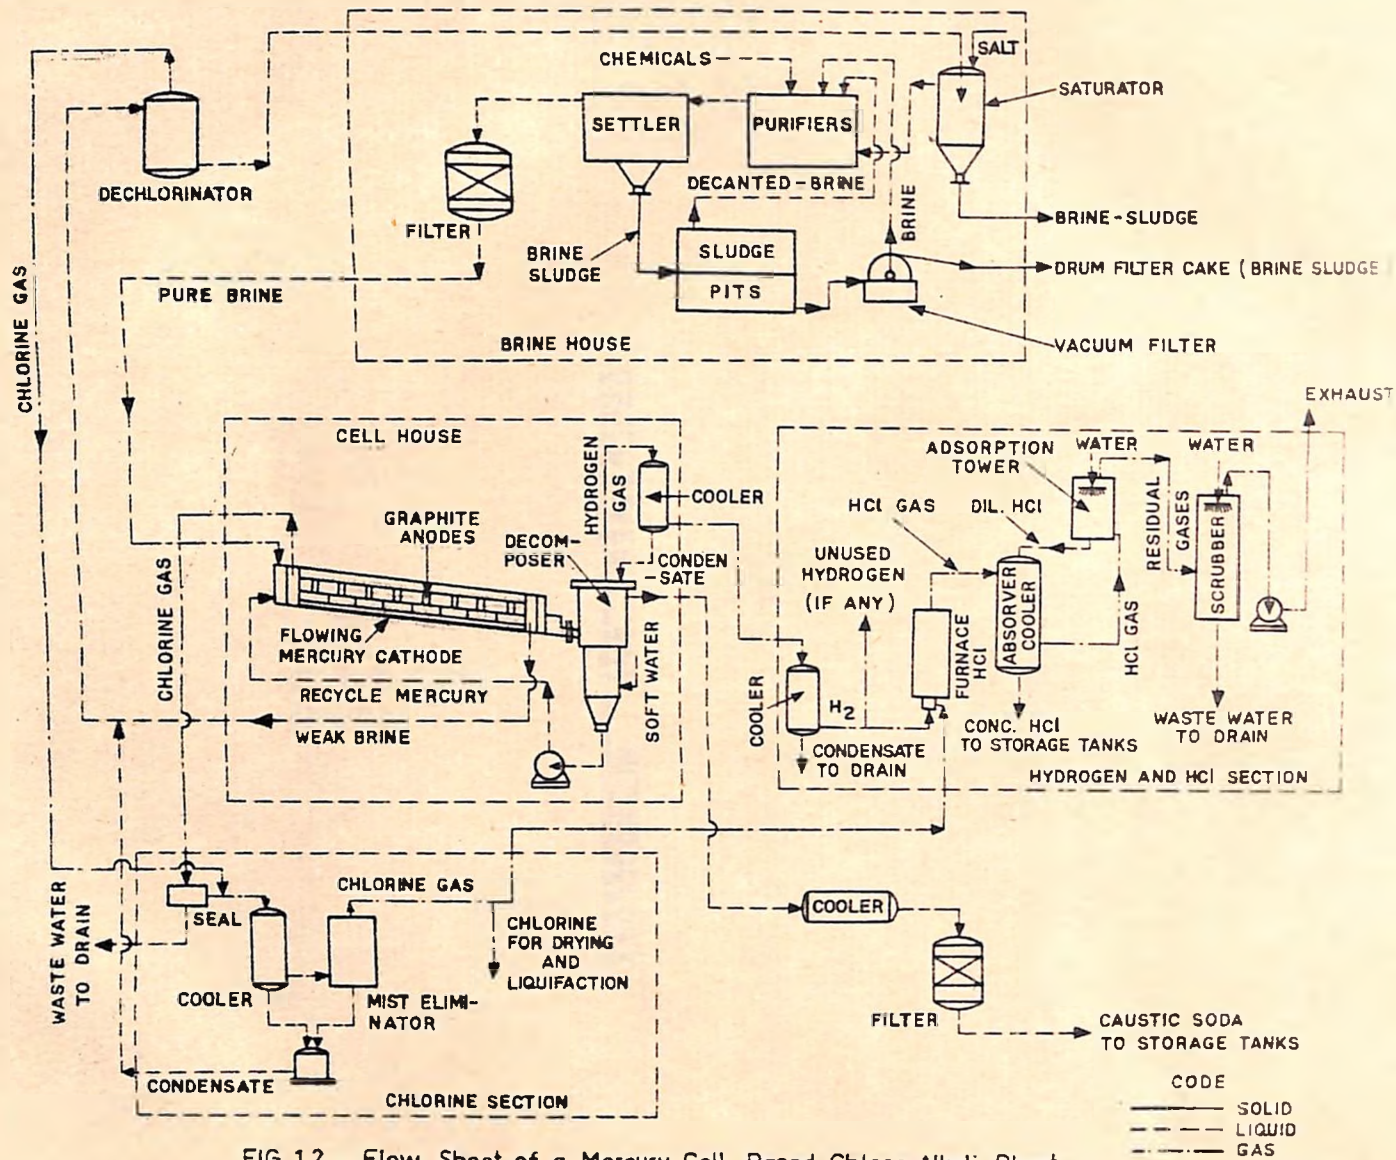 SALT
CHEMICALS
SATURATOR
SETTLER
PURIFIERS
DECHLORINATOR
DECANTED-BRINE
FILTER
BRINE
SLUDGE
SLUDGE
PITS
BRINE
BRINE-SLUDGE
DRUM FILTER CAKE (BRINE SLUDGE
PURE BRINE
CHLORINE GAS
BRINE HOUSE
VACUUM FILTER
EXHAUST
CELL HOUSE
HYDROGEN
GAS
COOLER
GRAPHITE
ANODES
DECOM-
POSER
CONDEN
-SATE
CHLORINE GAS
FLOWING
MERCURY CATHODE
RECYCLE MERCURY
SOFT WATER
WEAK BRINE
ADSORPTION
TOWER
WATER
WATER
HCl GAS
DIL. HCl
RESIDUAL
GASES
SCRUBBER
UNUSED
HYDROGEN
(IF ANY)
ABSORVER
COOLER
HCl GAS
FURNACE
HCl
COOLER
H2
CONDENSATE
TO DRAIN
CONC. HCl
TO STORAGE TANKS
WASTE WATER
TO DRAIN
HYDROGEN AND HCl SECTION
CHLORINE GAS
SEAL
WASTE WATER
TO DRAIN
CHLORINE
FOR DRYING
AND
LIQUIFACTION
COOLER
MIST ELIMI-
NATOR
CONDENSATE
CHLORINE SECTION
COOLER
FILTER
CAUSTIC SODA
TO STORAGE TANKS
CODE
SOLID
LIQUID
GAS
Flow Sheet of a Mercury Cell